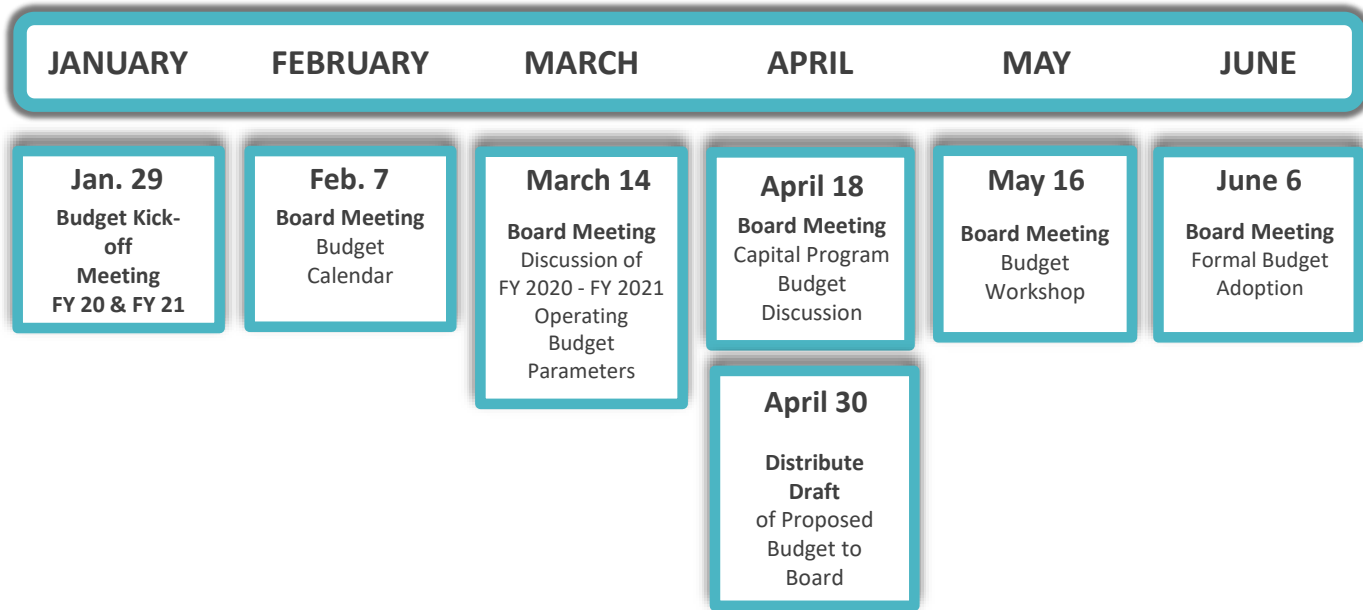 JANUARY FEBRUARY MARCH APRIL MAY JUNE
Jan. 29
Budget Kick-
off
Meeting
FY 20 & FY 21
Feb. 7
Board Meeting
Budget
Calendar
March 14
Board Meeting
Discussion of
FY 2020 - FY 2021
Operating
Budget
Parameters
April 18
Board Meeting
Capital Program
Budget
Discussion
April 30
Distribute
Draft
of Proposed
Budget to
Board
May 16
Board Meeting
Budget
Workshop
June 6
Board Meeting
Formal Budget
Adoption